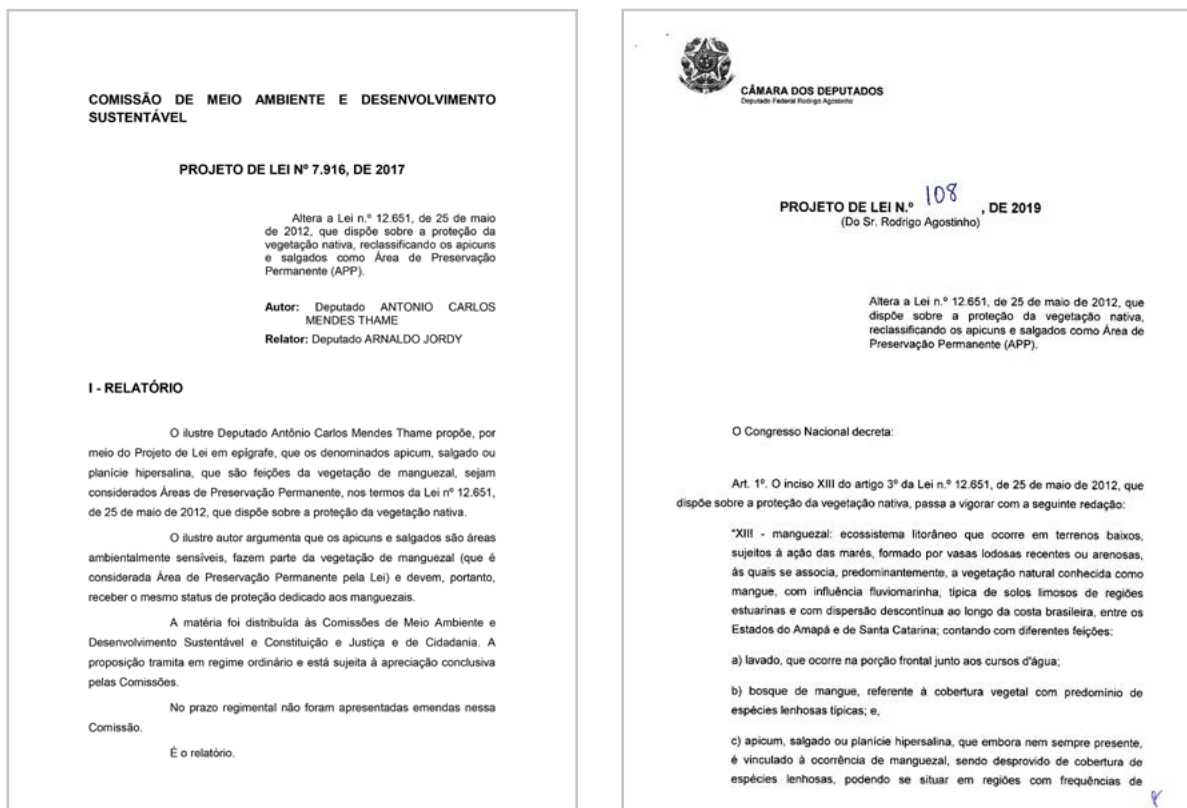 COMISSÃO DE MEIO AMBIENTE E DESENVOLVIMENTO
SUSTENTÁVEL
PROJETO DE LEI Nº 7.916, DE 2017
Altera a Lei n.º 12.651, de 25 de maio
de 2012, que dispõe sobre a proteção da
vegetação nativa, reclassificando os apicuns
e salgados como Área de Preservação
Permanente (APP).
Autor: Deputado ANTONIO CARLOS
MENDES THAME
Relator: Deputado ARNALDO JORDY
I - RELATÓRIO
O ilustre Deputado Antônio Carlos Mendes Thame propõe, por
meio do Projeto de Lei em epígrafe, que os denominados apicum, salgado ou
planície hipersalina, que são feições da vegetação de manguezal, sejam
considerados Áreas de Preservação Permanente, nos termos da Lei nº 12.651,
de 25 de maio de 2012, que dispõe sobre a proteção da vegetação nativa.
O ilustre autor argumenta que os apicuns e salgados são áreas
ambientalmente sensíveis, fazem parte da vegetação de manguezal (que é
considerada Área de Preservação Permanente pela Lei) e devem, portanto,
receber o mesmo status de proteção dedicado aos manguezais.
A matéria foi distribuída às Comissões de Meio Ambiente e
Desenvolvimento Sustentável e Constituição e Justiça e de Cidadania. A
proposição tramita em regime ordinário e está sujeita à apreciação conclusiva
pelas Comissões.
No prazo regimental não foram apresentadas emendas nessa
Comissão.
É o relatório.
CÂMARA DOS DEPUTADOS
Deputado Federal Rodrigo Agostinho
PROJETO DE LEI N.º 108 , DE 2019
(Do Sr. Rodrigo Agostinho)
Altera a Lei n.º 12.651, de 25 de maio de 2012, que
dispõe sobre a proteção da vegetação nativa,
reclassificando os apicuns e salgados como Área de
Preservação Permanente (APP).
O Congresso Nacional decreta:
Art. 1º. O inciso XIII do artigo 3º da Lei n.º 12.651, de 25 de maio de 2012, que
dispõe sobre a proteção da vegetação nativa, passa a vigorar com a seguinte redação:
"XIII - manguezal: ecossistema litorâneo que ocorre em terrenos baixos,
sujeitos à ação das marés, formado por vasas lodosas recentes ou arenosas,
às quais se associa, predominantemente, a vegetação natural conhecida como
mangue, com influência fluviomarinha, típica de solos limosos de regiões
estuarinas e com dispersão descontínua ao longo da costa brasileira, entre os
Estados do Amapá e de Santa Catarina; contando com diferentes feições:
a) lavado, que ocorre na porção frontal junto aos cursos d'água;
b) bosque de mangue, referente à cobertura vegetal com predomínio de
espécies lenhosas típicas; e,
c) apicum, salgado ou planície hipersalina, que embora nem sempre presente,
é vinculado à ocorrência de manguezal, sendo desprovido de cobertura de
espécies lenhosas, podendo se situar em regiões com frequências de